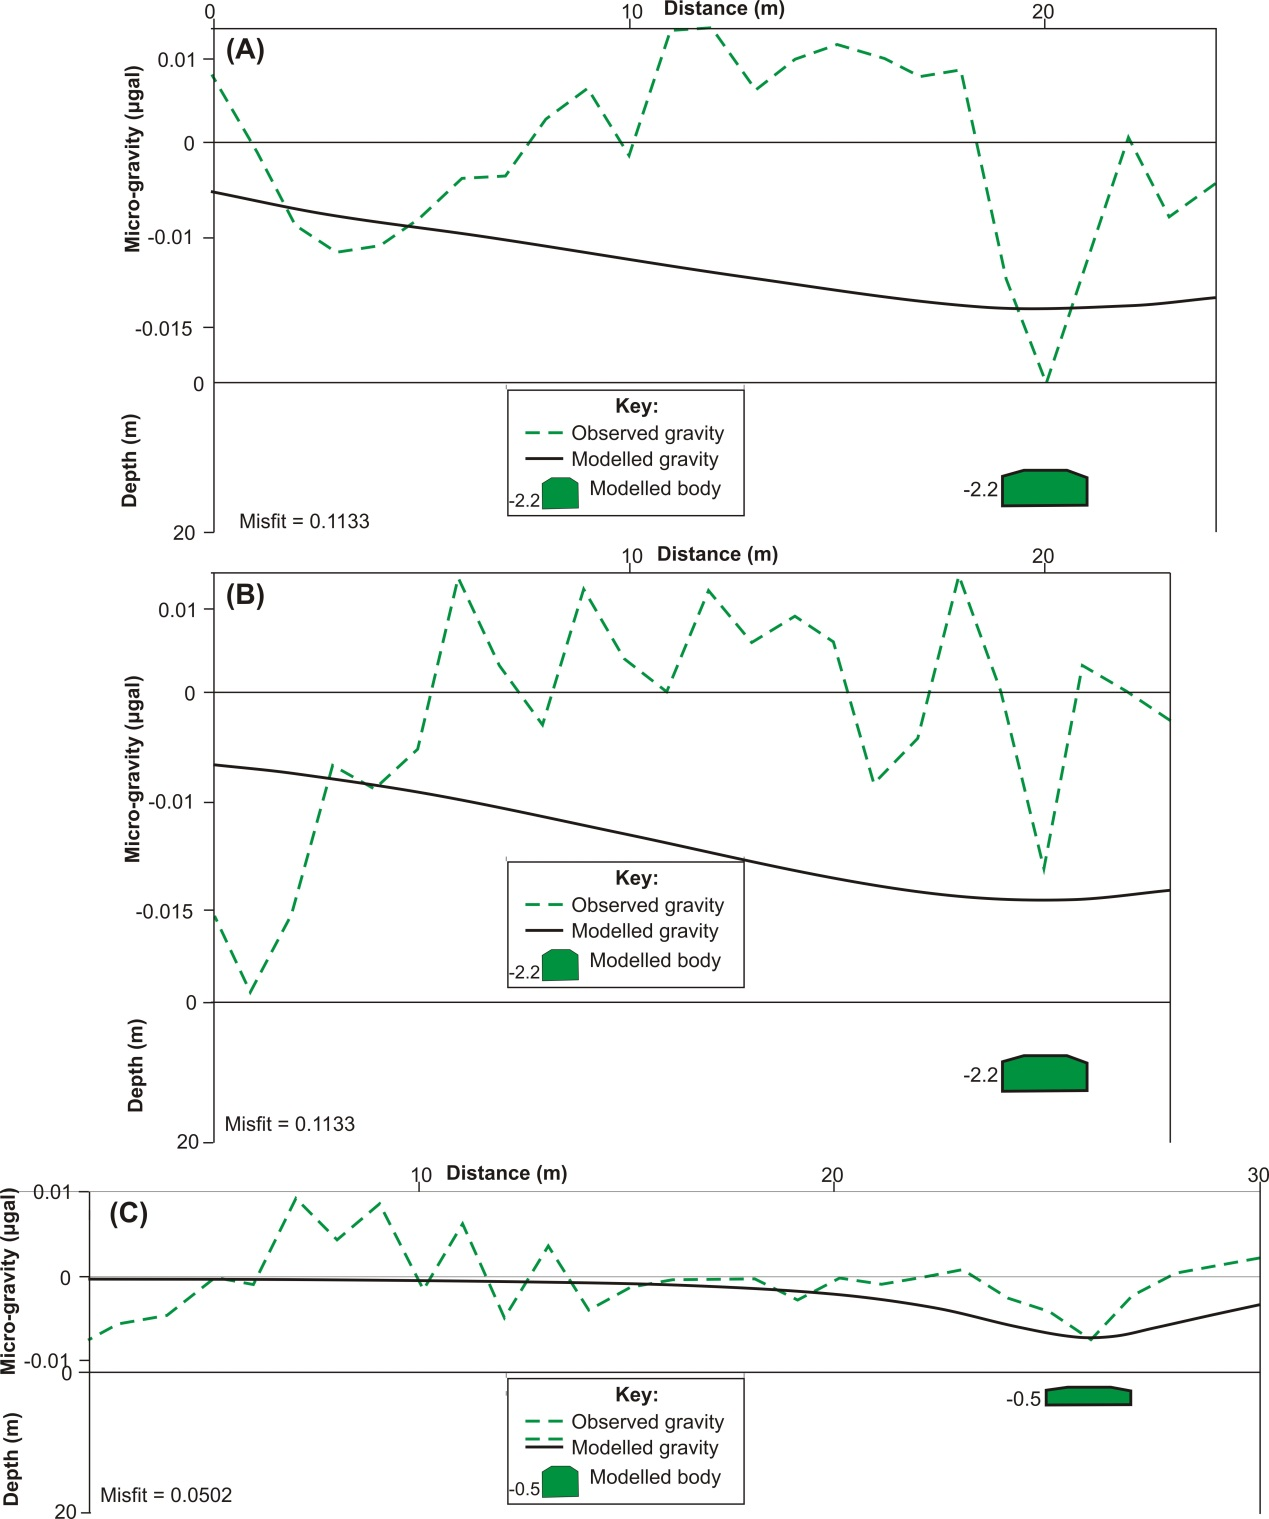 0 10 Distance (m) 20
(A)
0.01
0
-0.01
-0.015
0
Micro-gravity (µgal)
Key:
Observed gravity
Modelled gravity
-2.2 Modelled body
-2.2
Depth (m)
Misfit = 0.1133
20
10 Distance (m) 20
(B)
0.01
0
-0.01
-0.015
0
Micro-gravity (µgal)
Key:
Observed gravity
Modelled gravity
-2.2 Modelled body
-2.2
Depth (m)
Misfit = 0.1133
20
10 Distance (m) 20 30
(C)
0.01
0
-0.01
0
Micro-gravity (µgal)
Key:
Observed gravity
Modelled gravity
-0.5 Modelled body
-0.5
Depth (m)
Misfit = 0.0502
20